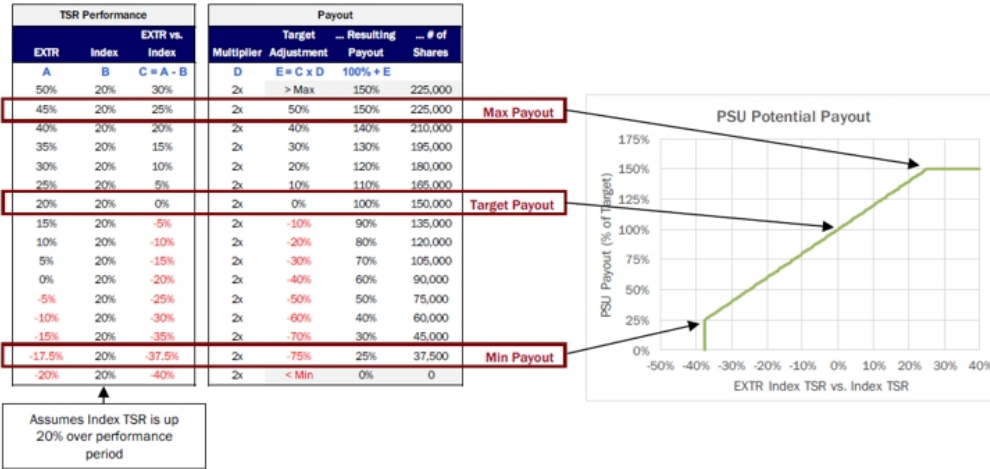 TSR Performance
Payout
EXTR Index EXTR vs. Index
Multiplier Target Adjustment ... Resulting Payout ... # of Shares
A B C = A - B D E = C x D 100% + E
50% 20% 30% 2x > Max 150% 225,000
45% 20% 25% 2x 50% 150% 225,000 Max Payout
40% 20% 20% 2x 40% 140% 210,000
35% 20% 15% 2x 30% 130% 195,000
30% 20% 10% 2x 20% 120% 180,000
25% 20% 5% 2x 10% 110% 165,000
20% 20% 0% 2x 0% 100% 150,000 Target Payout
15% 20% -5% 2x -10% 90% 135,000
10% 20% -10% 2x -20% 80% 120,000
5% 20% -15% 2x -30% 70% 105,000
0% 20% -20% 2x -40% 60% 90,000
-5% 20% -25% 2x -50% 50% 75,000
-10% 20% -30% 2x -60% 40% 60,000
-15% 20% -35% 2x -70% 30% 45,000
-17.5% 20% -37.5% 2x -75% 25% 37,500 Min Payout
-20% 20% -40% 2x < Min 0% 0
Assumes Index TSR is up
20% over performance
period
PSU Potential Payout
PSU Payout (% of Target)
175%
150%
125%
100%
75%
50%
25%
0%
-50% -40% -30% -20% -10% 0% 10% 20% 30% 40%
EXTR Index TSR vs. Index TSR